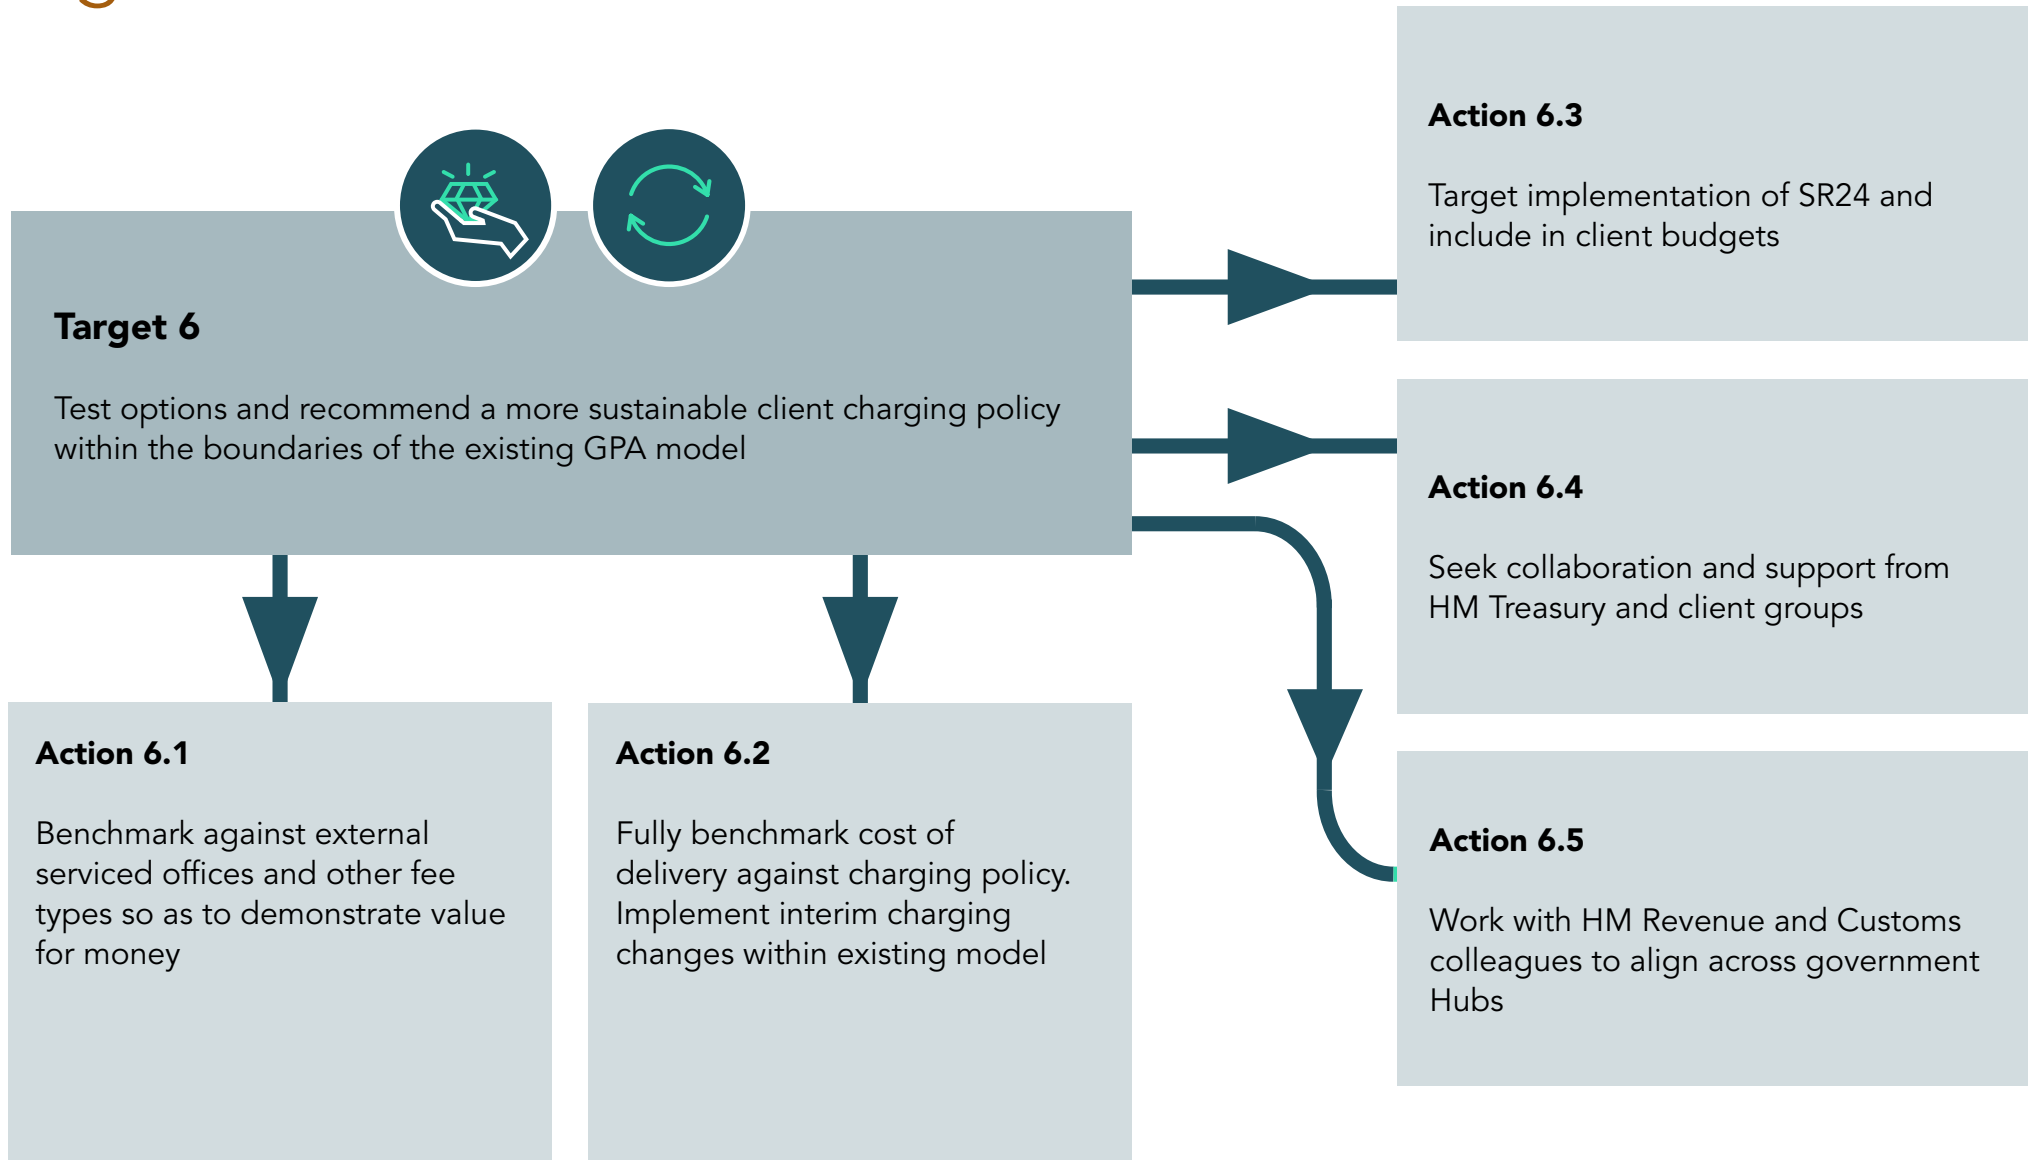 Target 6
Test options and recommend a more sustainable client charging policy
within the boundaries of the existing GPA model
Action 6.1
Benchmark against external
serviced offices and other fee
types so as to demonstrate value
for money
Action 6.2
Fully benchmark cost of
delivery against charging policy.
Implement interim charging
changes within existing model
Action 6.3
Target implementation of SR24 and
include in client budgets
Action 6.4
Seek collaboration and support from
HM Treasury and client groups
Action 6.5
Work with HM Revenue and Customs
colleagues to align across government
Hubs